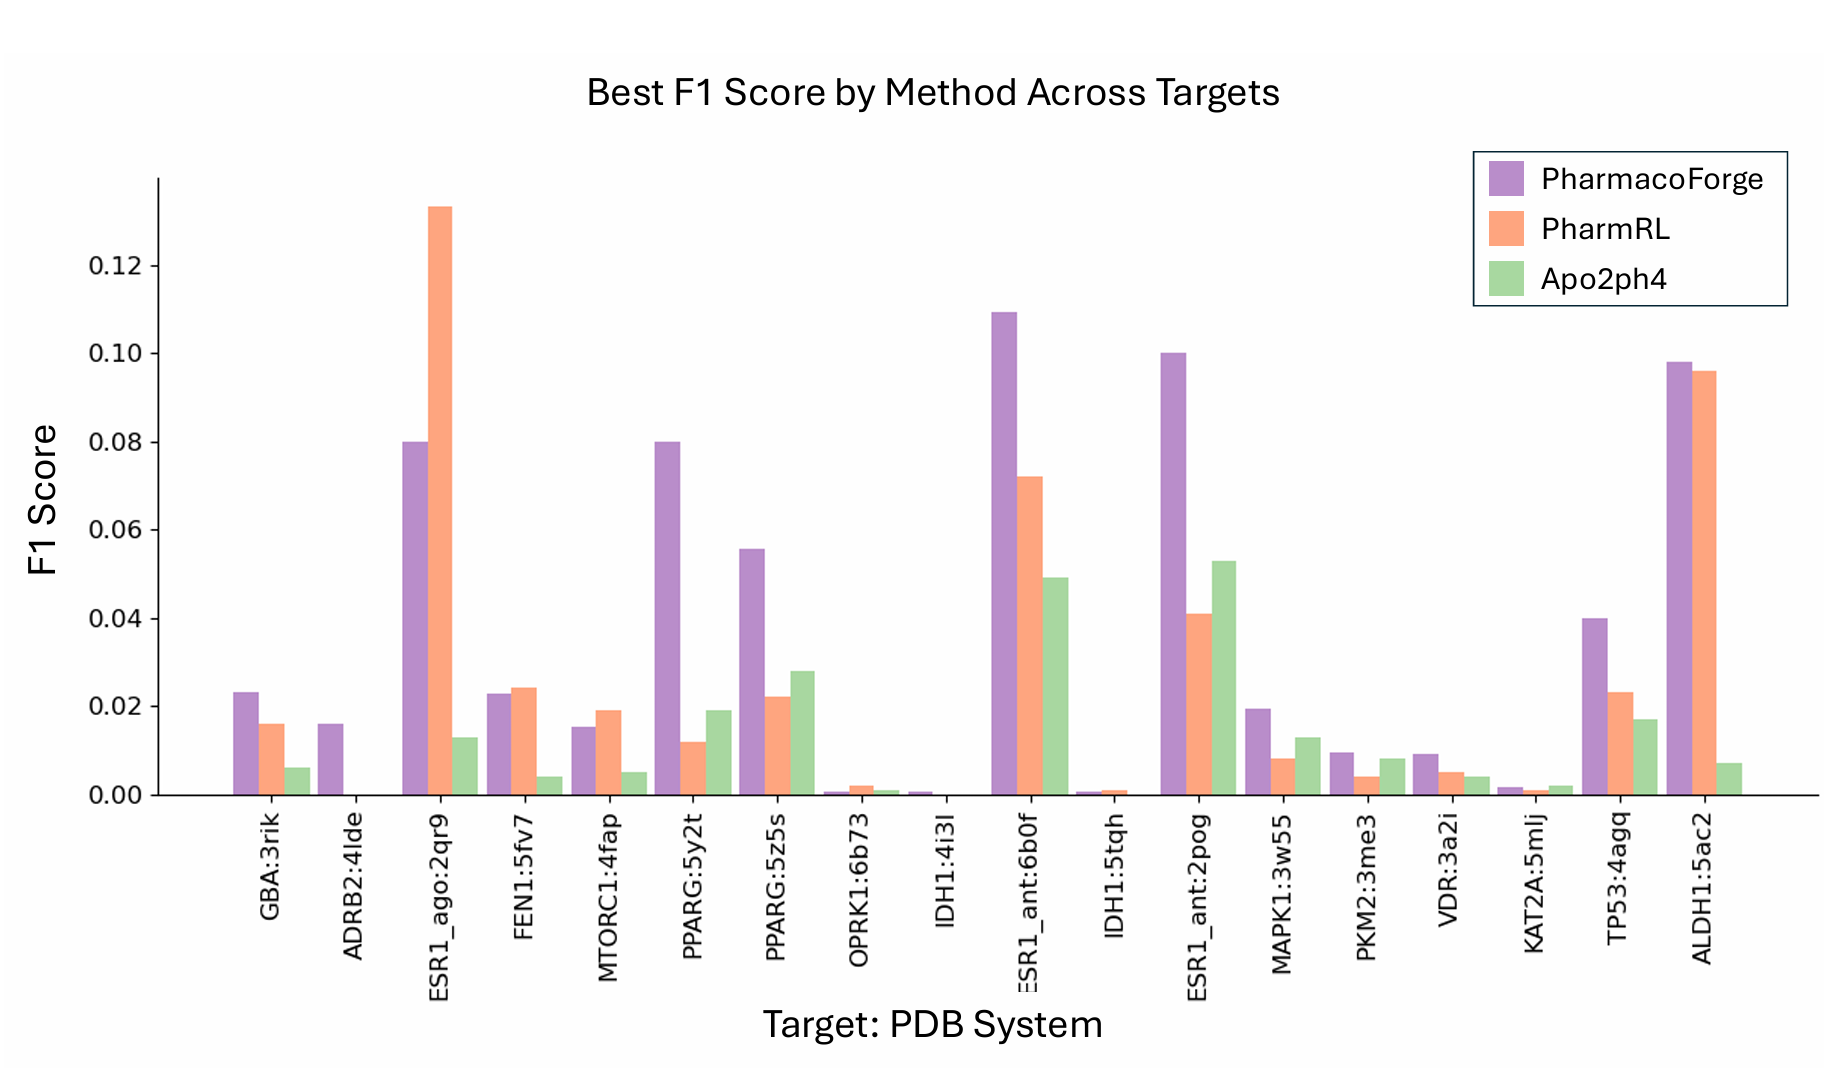 Best F1 Score by Method Across Targets
PharmacoForge
PharmRL
Apo2ph4
F1 Score
0.12
0.10
0.08
0.06
0.04
0.02
0.00
GBA:3rik
ADRB2:4lde
ESR1_ago:2qr9
FEN1:5fv7
MTORC1:4fap
PPARG:5y2t
PPARG:5z5s
OPRK1:6b73
IDH1:4i3l
ESR1_ant:6b0f
IDH1:5tqh
ESR1_ant:2pog
MAPK1:3w55
PKM2:3me3
VDR:3a2i
KAT2A:5mlj
TP53:4agq
ALDH1:5ac2
Target: PDB System